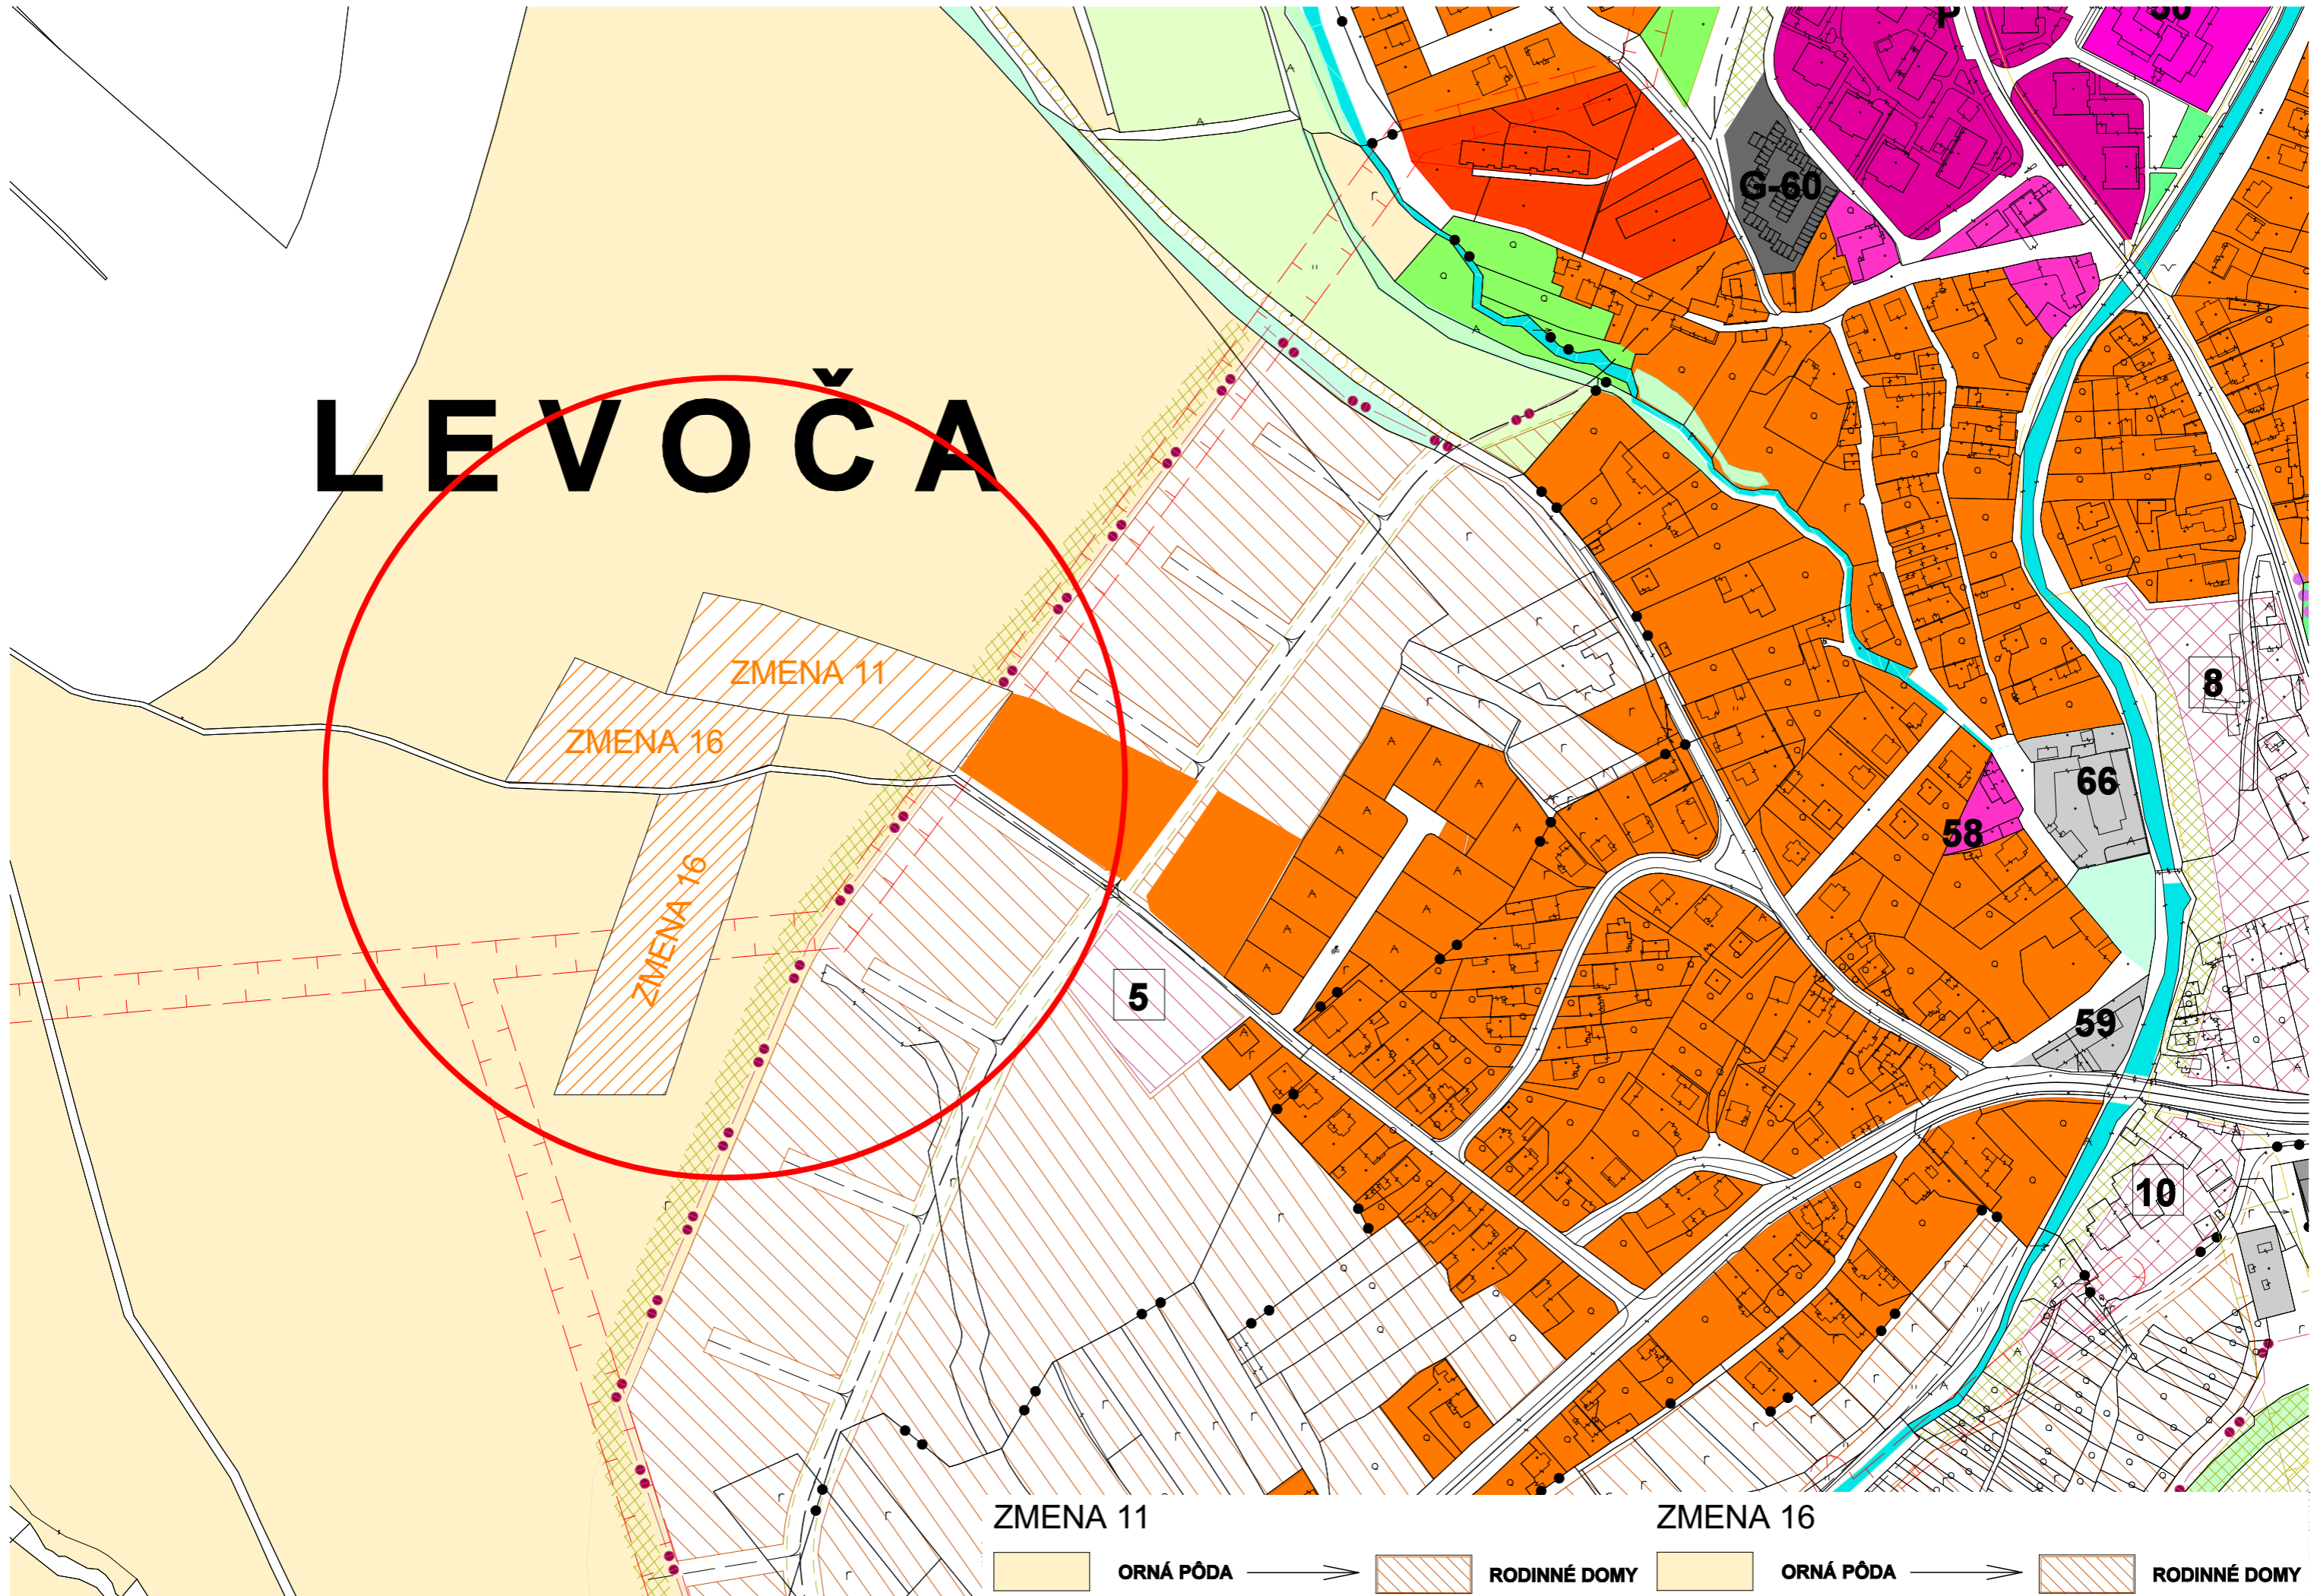 P
G-60
LEVOČA
8
ZMENA 11
ZMENA 16
66
58
ZMENA 16
5
59
10
ZMENA 11
ZMENA 16
ORNÁ PÔDA
RODINNÉ DOMY
ORNÁ PÔDA
RODINNÉ DOMY